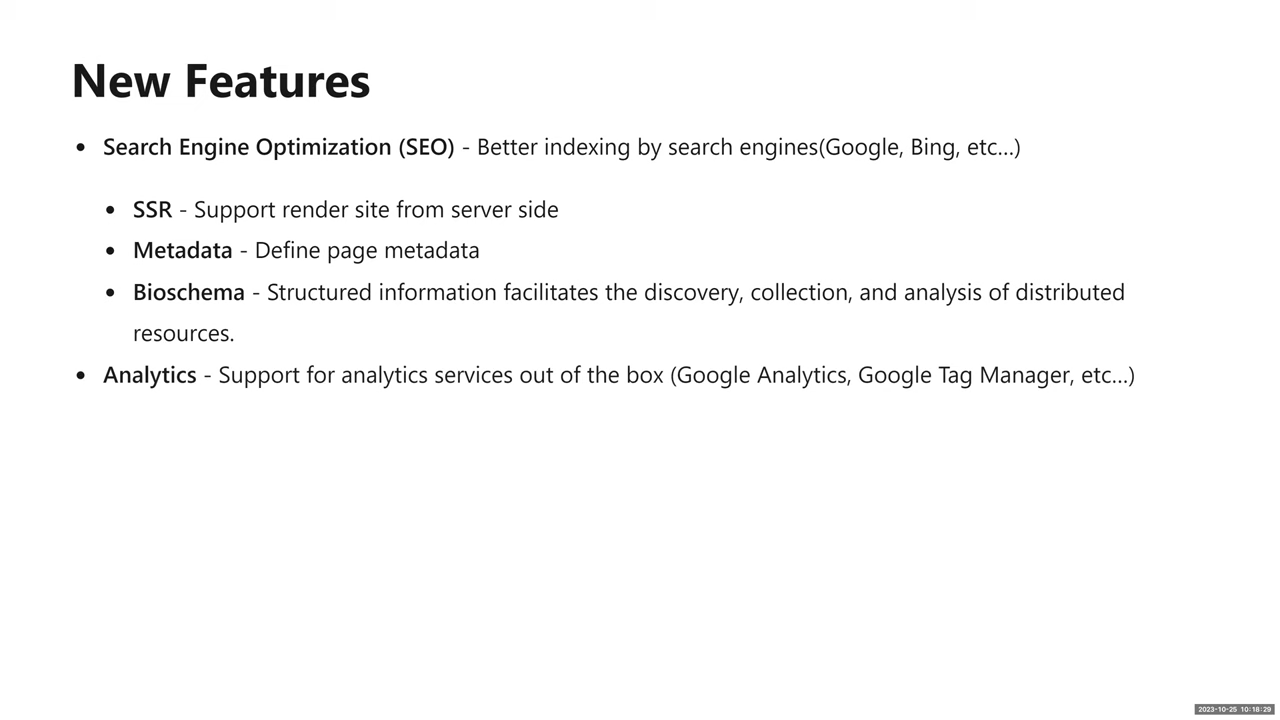 New Features
• Search Engine Optimization (SEO) - Better indexing by search engines(Google, Bing, etc...)
• SSR - Support render site from server side
• Metadata - Define page metadata
• Bioschema - Structured information facilitates the discovery, collection, and analysis of distributed
resources.
• Analytics - Support for analytics services out of the box (Google Analytics, Google Tag Manager, etc...)
2023-10-25 10:18:29